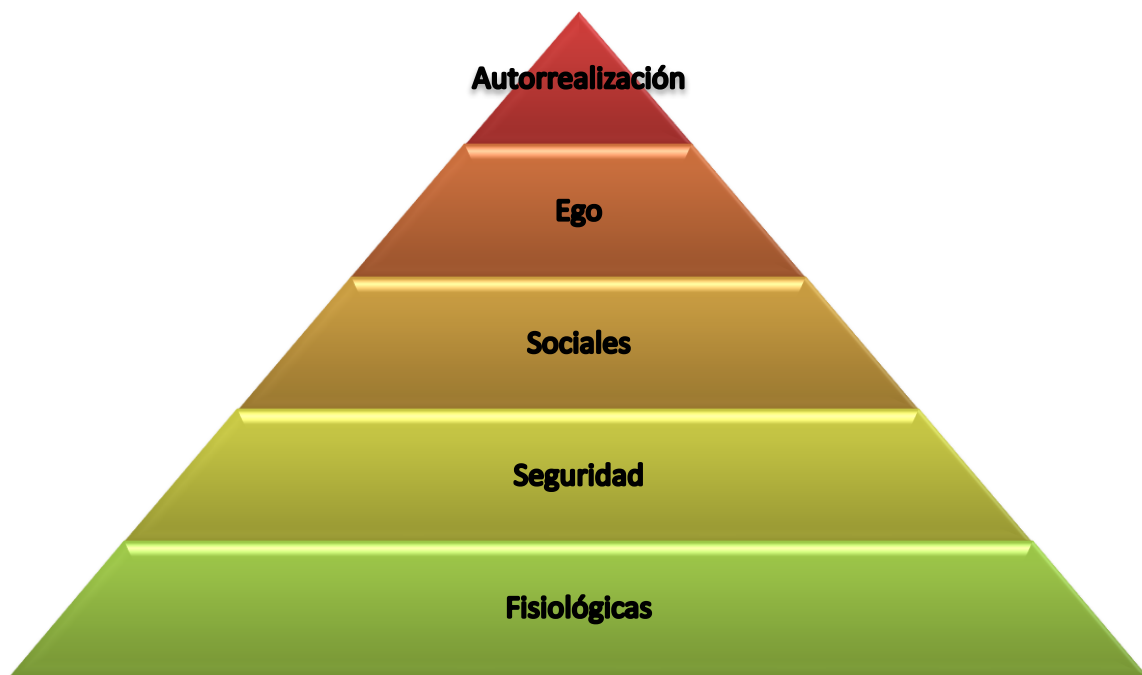 Autorrealización
Ego
Sociales
Seguridad
Fisiológicas